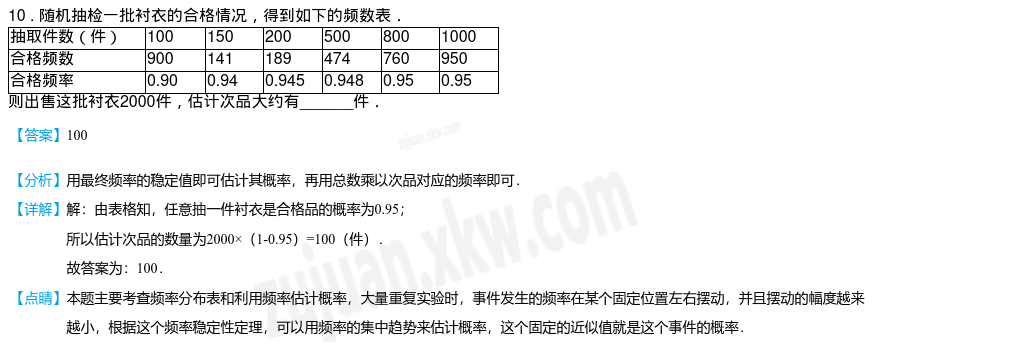 10．随机抽检一批衬衣的合格情况，得到如下的频数表．
抽取件数（件） 100 150 200 500 800 1000
合格频数 900 141 189 474 760 950
合格频率 0.90 0.94 0.945 0.948 0.95 0.95
则出售这批衬衣2000件，估计次品大约有______件．
【答案】100
【分析】用最终频率的稳定值即可估计其概率，再用总数乘以次品对应的频率即可．
【详解】解：由表格知，任意抽一件衬衣是合格品的概率为0.95；
所以估计次品的数量为2000×（1-0.95）=100（件）．
故答案为：100．
【点睛】本题主要考查频率分布表和利用频率估计概率，大量重复实验时，事件发生的频率在某个固定位置左右摆动，并且摆动的幅度越来
越小，根据这个频率稳定性定理，可以用频率的集中趋势来估计概率，这个固定的近似值就是这个事件的概率．
zujuan.xkw.com
zujuan.xkw.com